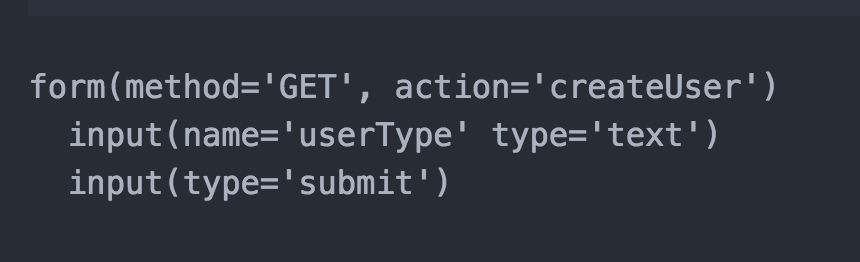 form(method='GET', action='createUser')
  input(name='userType' type='text')
  input(type='submit')